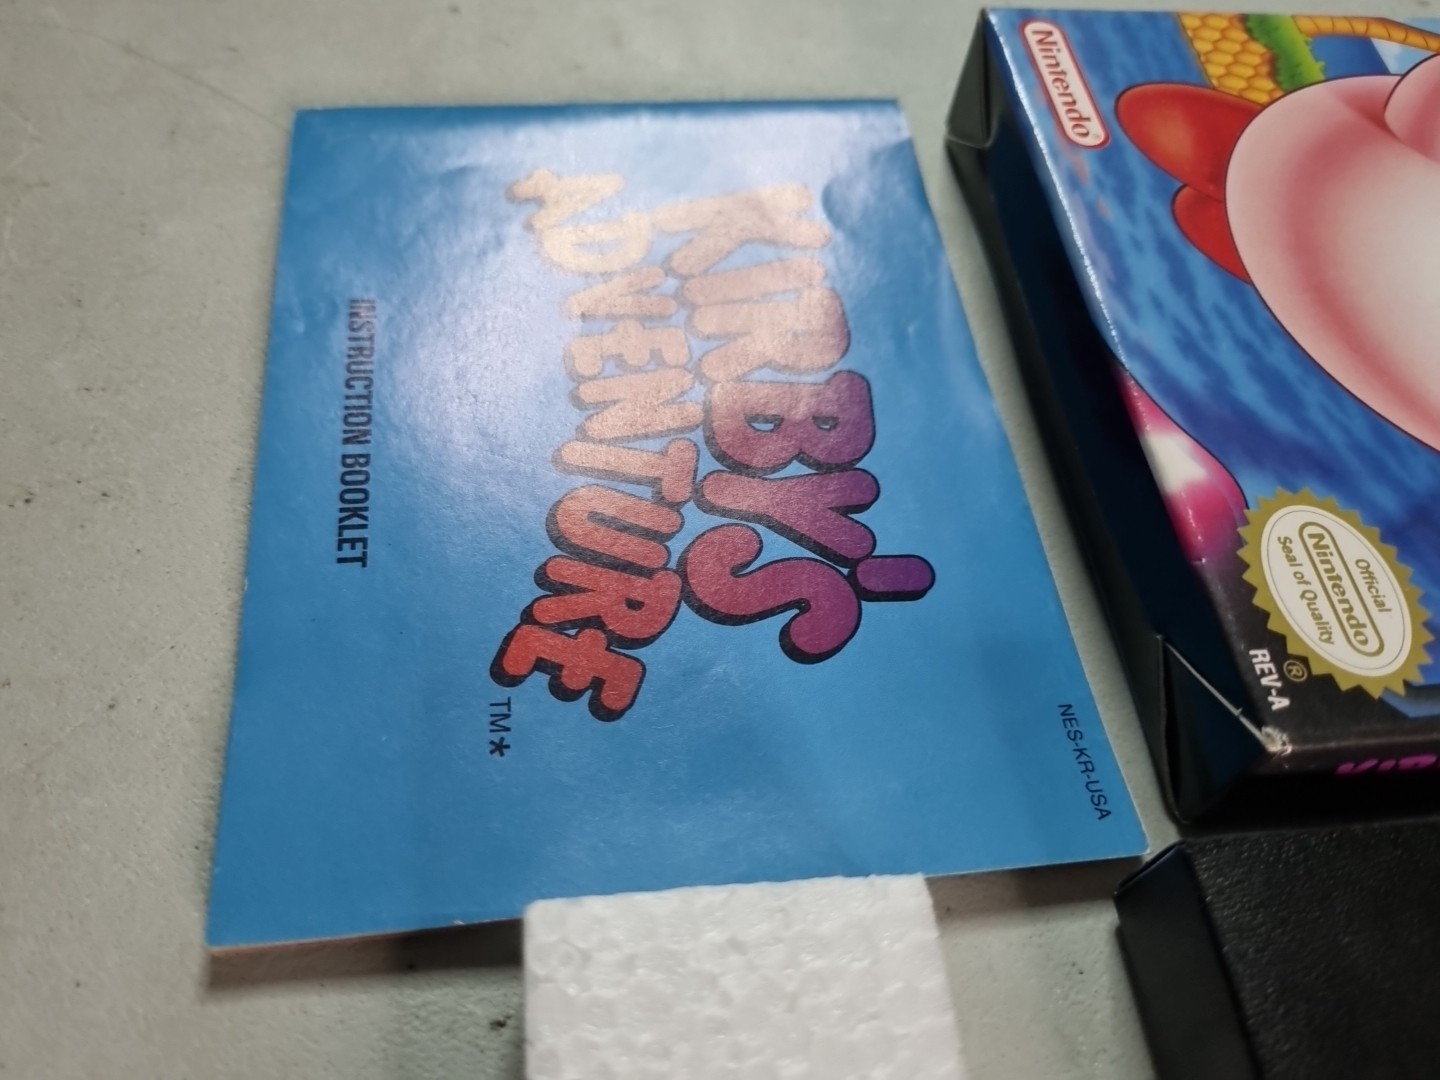 NES-KR-USA
KIRBY'S
ADVENTURE
TM*
INSTRUCTION BOOKLET
Nintendo®
Official
Nintendo
Seal of Quality
®
REV-A